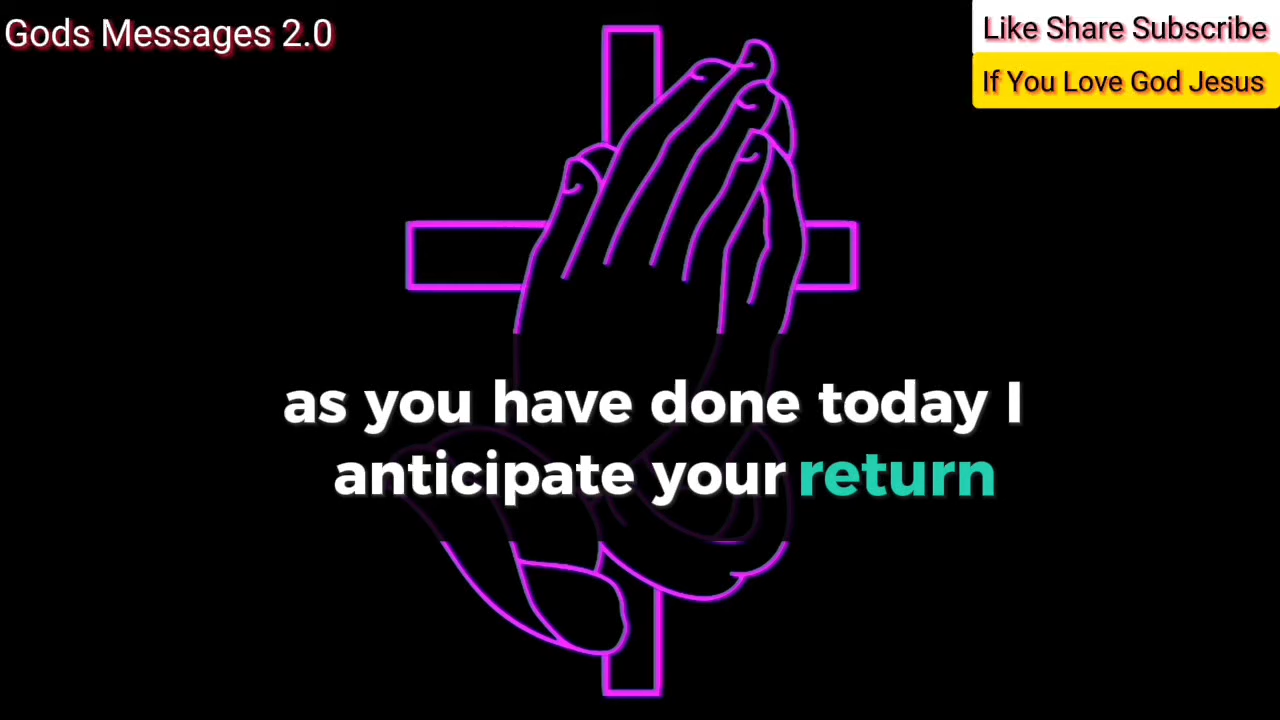 Gods Messages 2.0
Like Share Subscribe
If You Love God Jesus
as you have done today I
anticipate your return